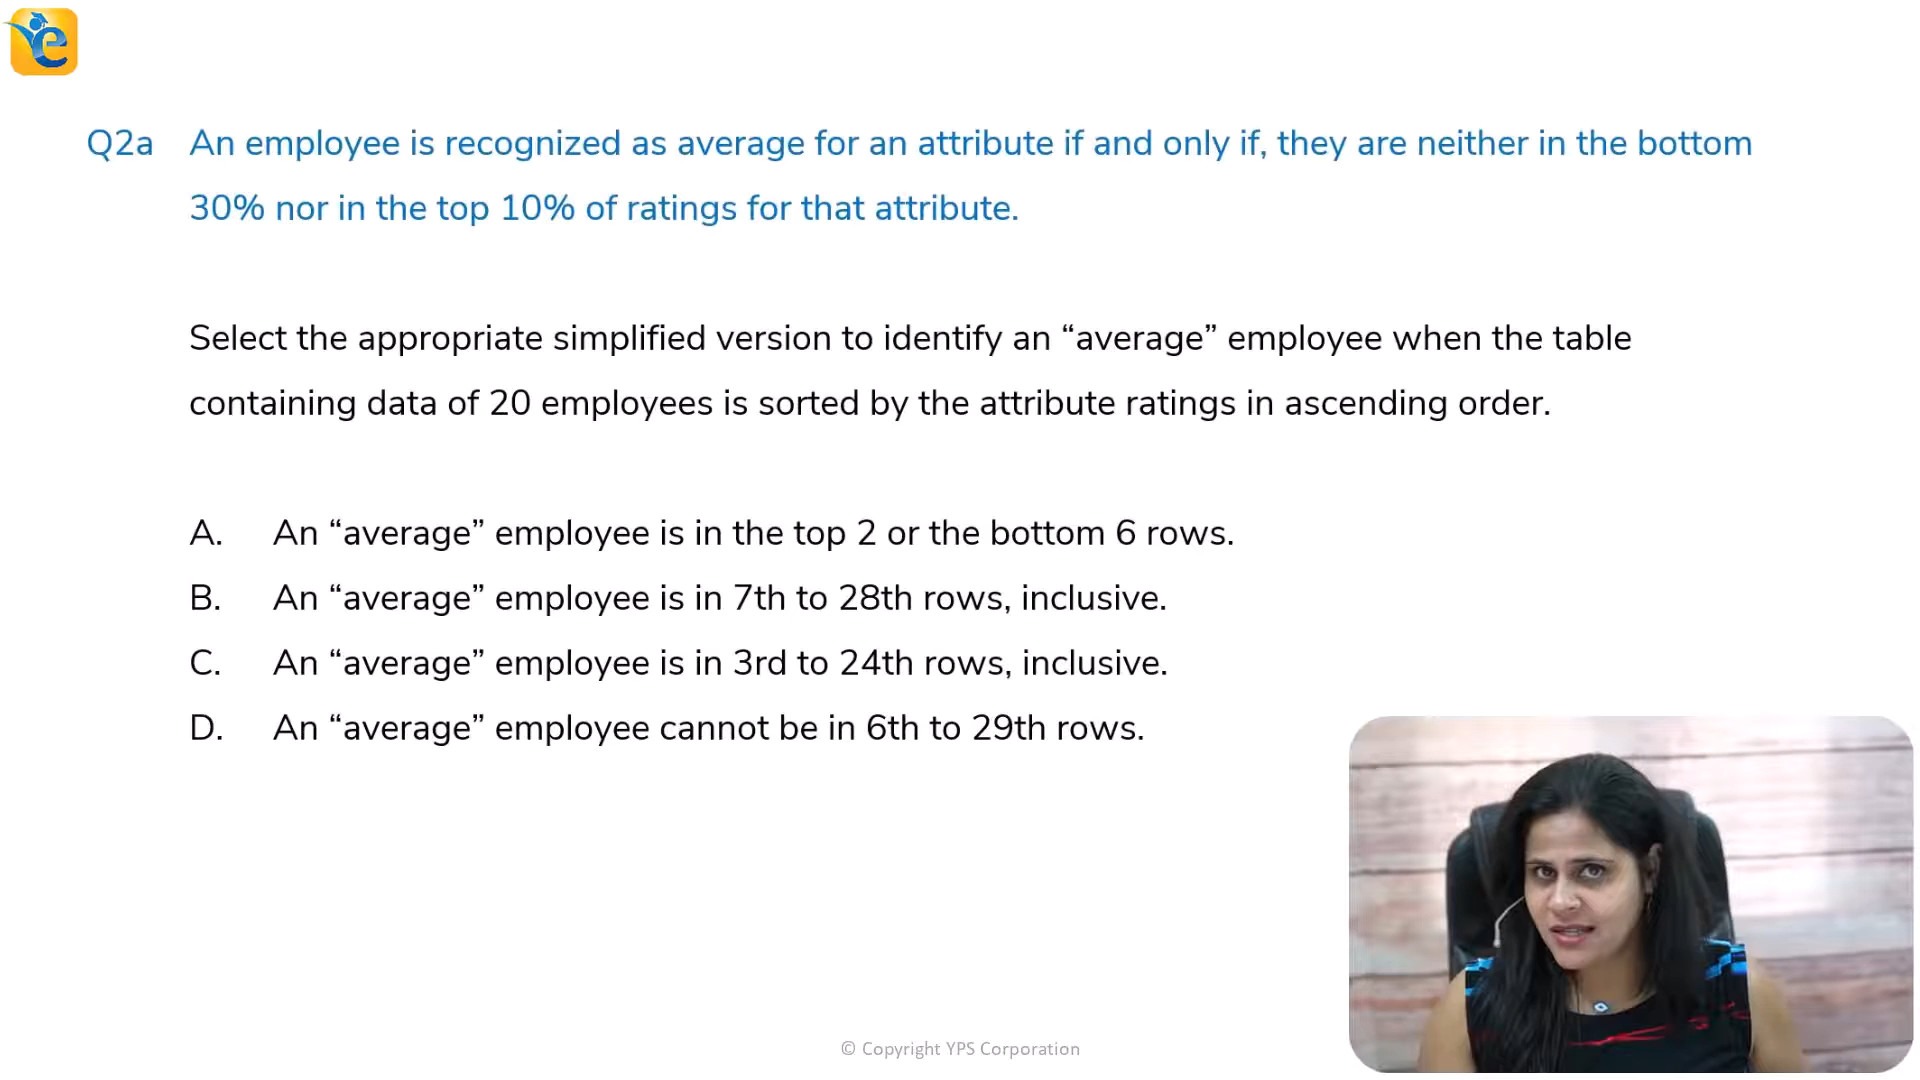 e
Q2a An employee is recognized as average for an attribute if and only if, they are neither in the bottom
30% nor in the top 10% of ratings for that attribute.
Select the appropriate simplified version to identify an “average” employee when the table
containing data of 20 employees is sorted by the attribute ratings in ascending order.
A. An “average” employee is in the top 2 or the bottom 6 rows.
B. An “average” employee is in 7th to 28th rows, inclusive.
C. An “average” employee is in 3rd to 24th rows, inclusive.
D. An “average” employee cannot be in 6th to 29th rows.
© Copyright YPS Corporation